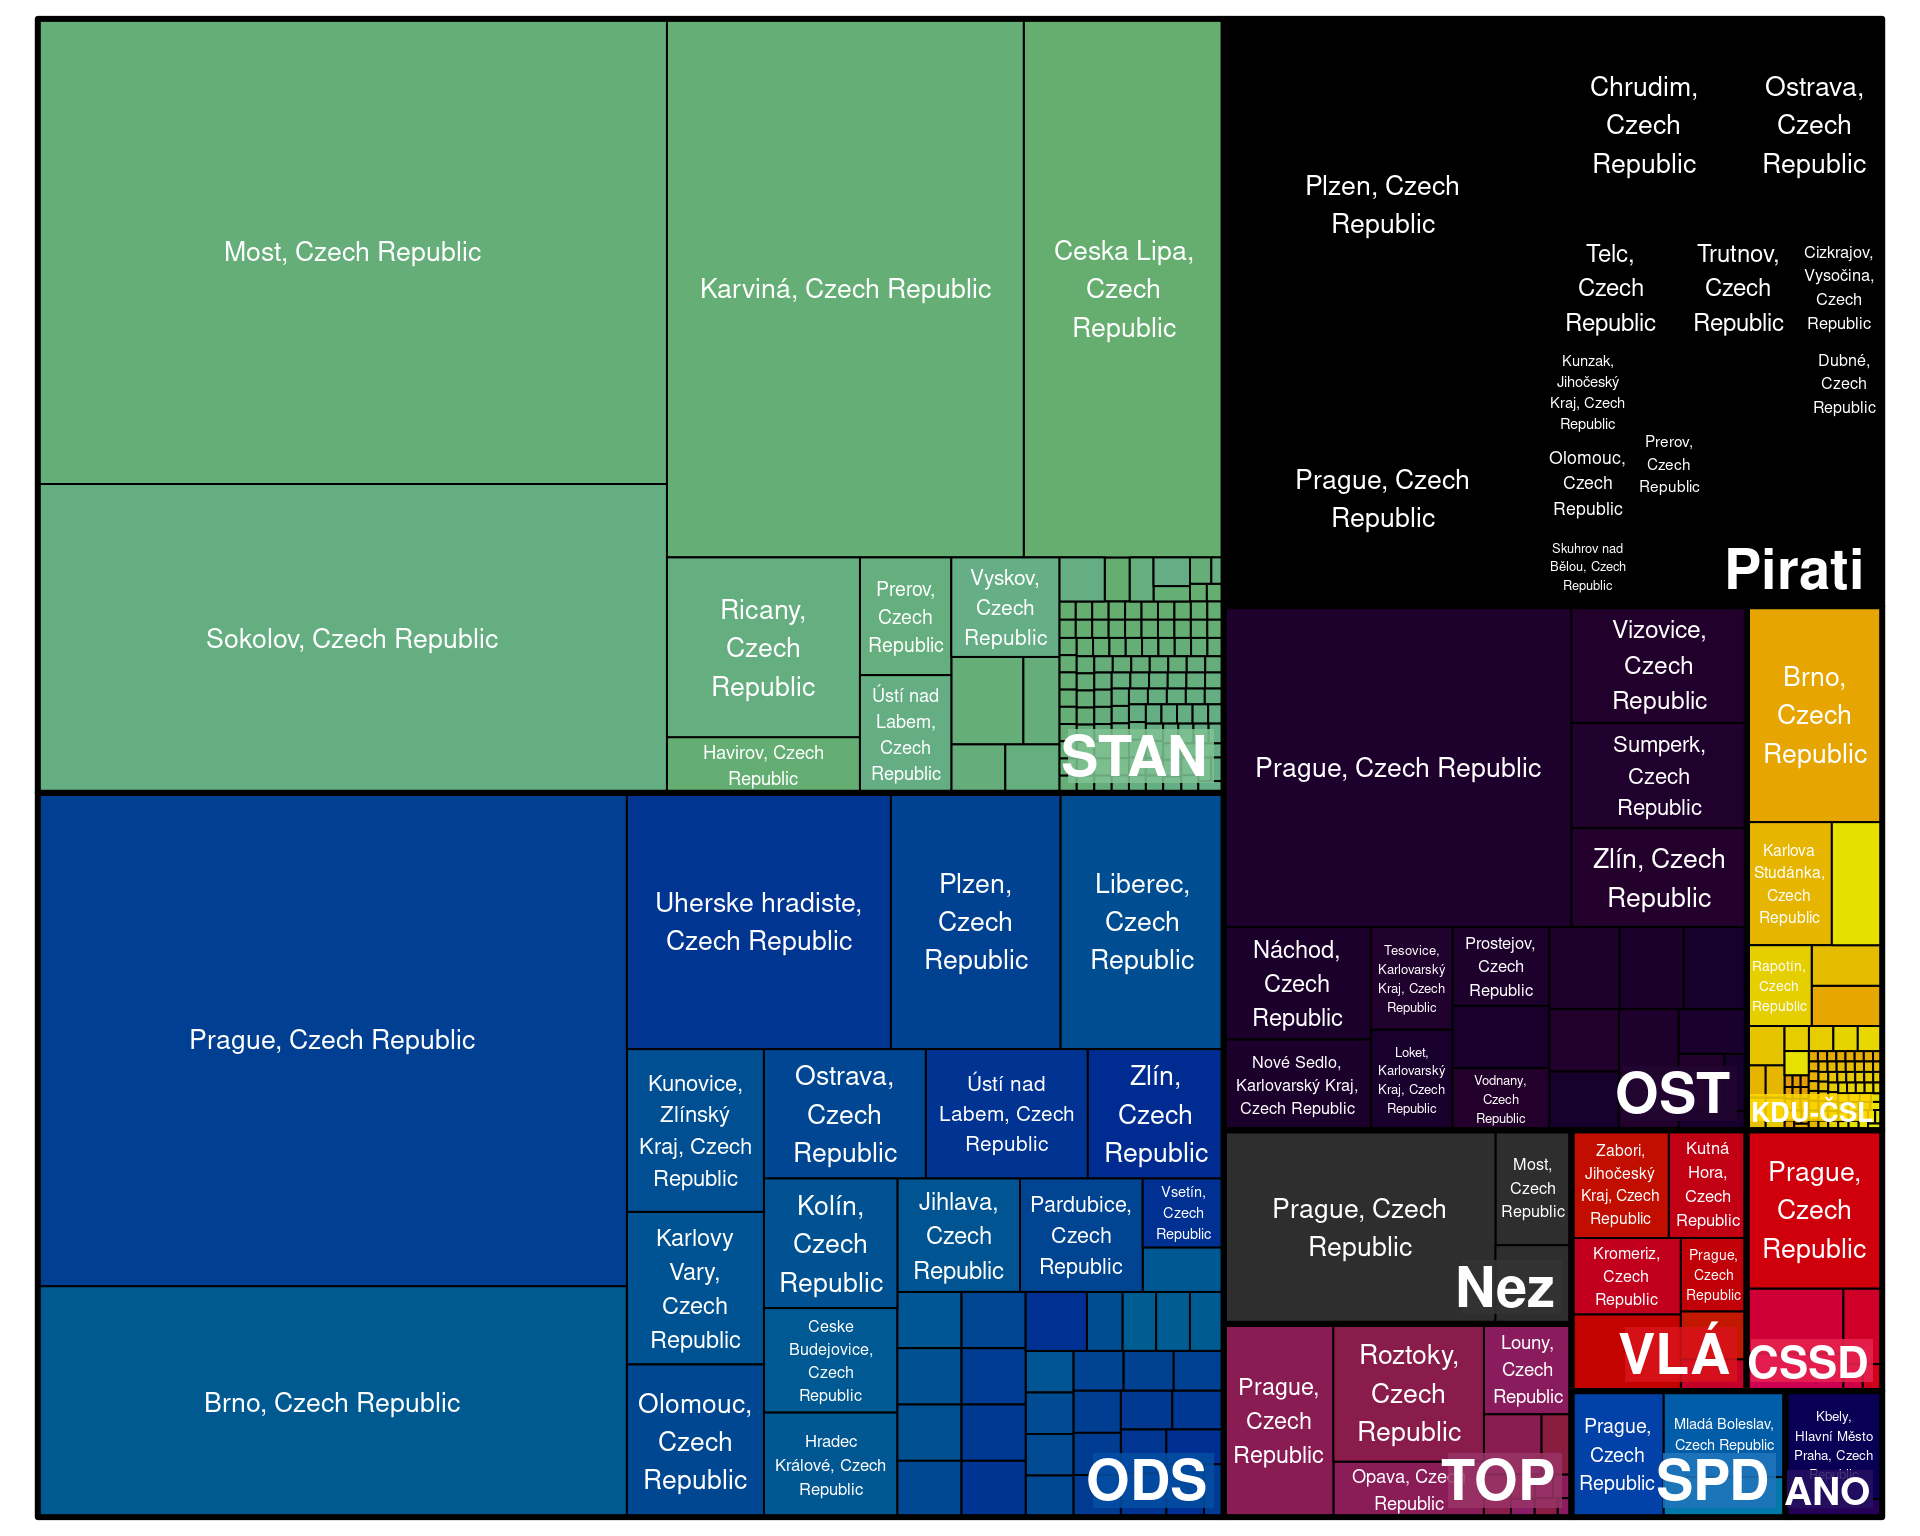 Most, Czech Republic
Sokolov, Czech Republic
Karviná, Czech Republic
Ceska Lipa,
Czech
Republic
Ricany,
Czech
Republic
Havirov, Czech
Republic
Prerov,
Czech
Republic
Ústí nad
Labem,
Czech
Republic
Vyskov,
Czech
Republic
STAN
Prague, Czech Republic
Brno, Czech Republic
Uherske hradiste,
Czech Republic
Plzen,
Czech
Republic
Liberec,
Czech
Republic
Kunovice,
Zlínský
Kraj, Czech
Republic
Karlovy
Vary,
Czech
Republic
Olomouc,
Czech
Republic
Ostrava,
Czech
Republic
Ústí nad
Labem, Czech
Republic
Zlín,
Czech
Republic
Kolín,
Czech
Republic
Ceske
Budejovice,
Czech
Republic
Hradec
Králové, Czech
Republic
Jihlava,
Czech
Republic
Pardubice,
Czech
Republic
Vsetín,
Czech
Republic
ODS
Plzen, Czech
Republic
Prague, Czech
Republic
Chrudim,
Czech
Republic
Ostrava,
Czech
Republic
Telc,
Czech
Republic
Trutnov,
Czech
Republic
Cizkrajov,
Vysočina,
Czech
Republic
Kunzak,
Jihočeský
Kraj, Czech
Republic
Dubné,
Czech
Republic
Olomouc,
Czech
Republic
Prerov,
Czech
Republic
Skuhrov nad
Bělou, Czech
Republic
Pirati
Prague, Czech Republic
Vizovice,
Czech
Republic
Sumperk,
Czech
Republic
Zlín, Czech
Republic
Náchod,
Czech
Republic
Nové Sedlo,
Karlovarský Kraj,
Czech Republic
Tesovice,
Karlovarský
Kraj, Czech
Republic
Loket,
Karlovarský
Kraj, Czech
Republic
Prostejov,
Czech
Republic
Vodnany,
Czech
Republic
OST
Brno,
Czech
Republic
Karlova
Studánka,
Czech
Republic
Rapotín,
Czech
Republic
KDU-ČSL
Prague, Czech
Republic
Most,
Czech
Republic
Nez
Prague,
Czech
Republic
Roztoky,
Czech
Republic
Louny,
Czech
Republic
Opava, Czech
Republic
TOP
Zabori,
Jihočeský
Kraj, Czech
Republic
Kutná
Hora,
Czech
Republic
Kromeriz,
Czech
Republic
Prague,
Czech
Republic
VLÁ
Prague,
Czech
Republic
CSSD
Prague,
Czech
Republic
Mladá Boleslav,
Czech Republic
SPD
Kbely,
Hlavní Město
Praha, Czech
Republic
ANO